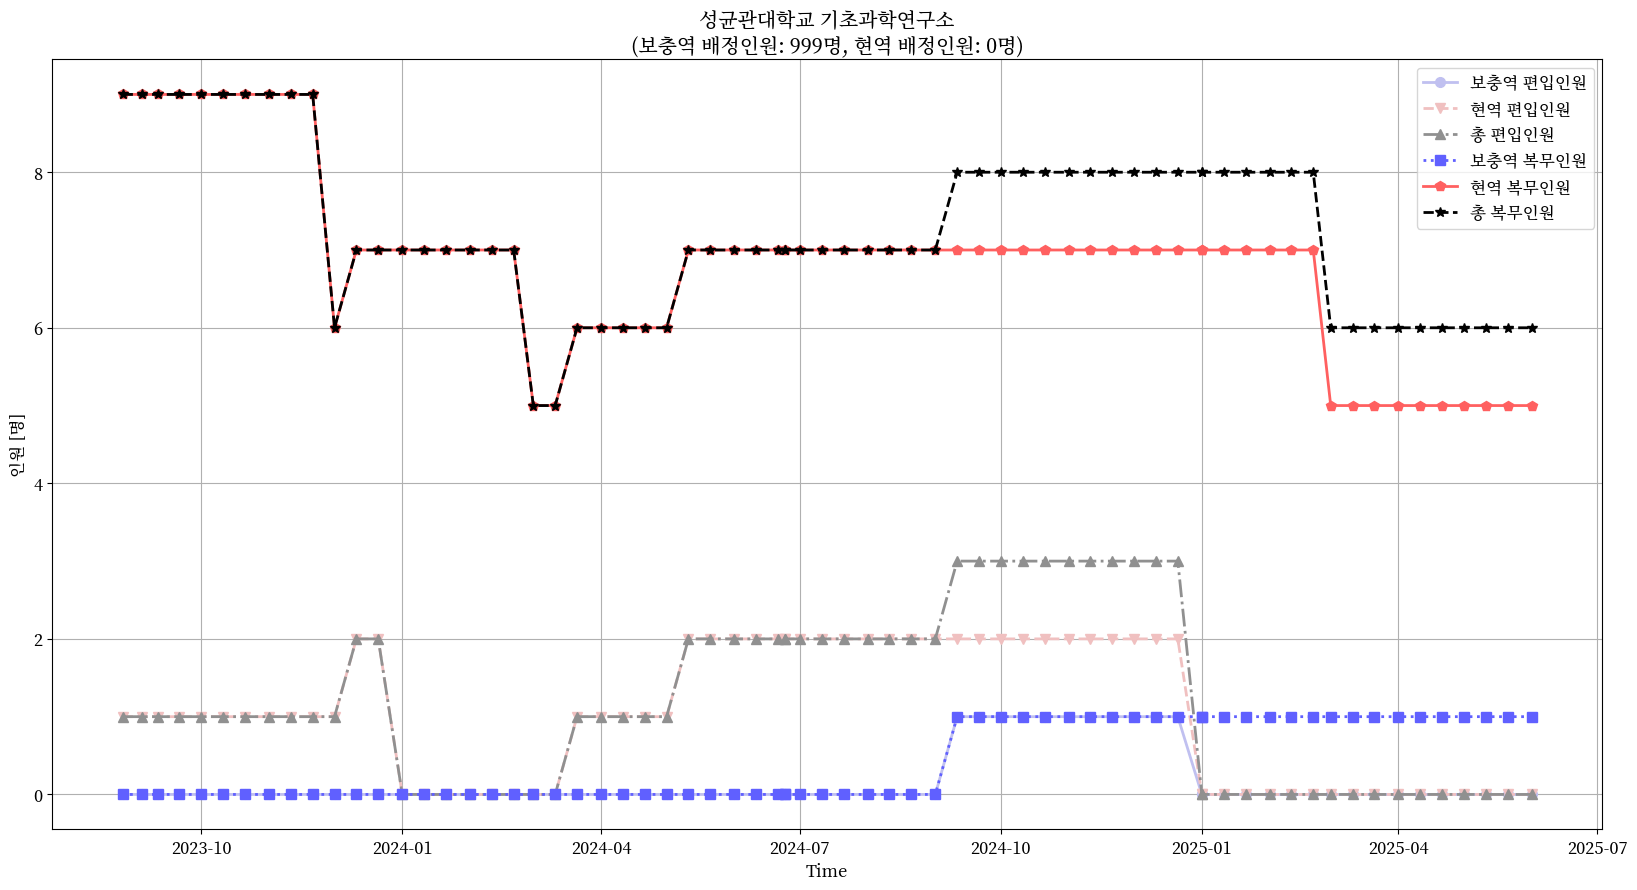 성균관대학교 기초과학연구소
(보충역 배정인원: 999명, 현역 배정인원: 0명)
보충역 편입인원
현역 편입인원
총 편입인원
보충역 복무인원
현역 복무인원
총 복무인원
인원 [명]
8
6
4
2
0
2023-10
2024-01
2024-04
2024-07
2024-10
2025-01
2025-04
2025-07
Time